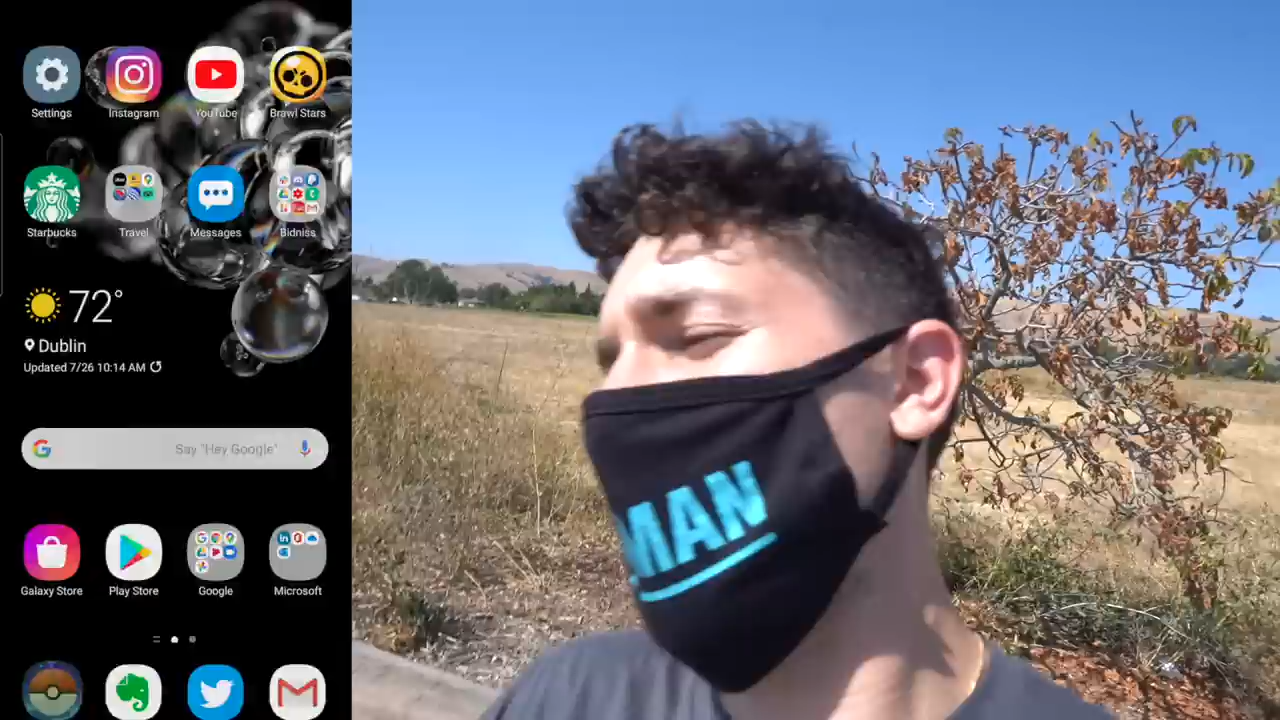 Settings
Instagram
YouTube
Brawl Stars
Starbucks
Travel
Messages
Bidniss
72°
Dublin
Updated 7/26 10:14 AM
Say "Hey Google"
Galaxy Store
Play Store
Google
Microsoft
MAN